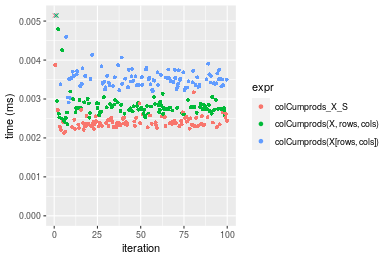 0.005
0.004
0.003
0.002
0.001
0.000
time (ms)
0
25
50
75
100
iteration
expr
colCumprods_X_S
colCumprods(X, rows, cols)
colCumprods(X[rows, cols])